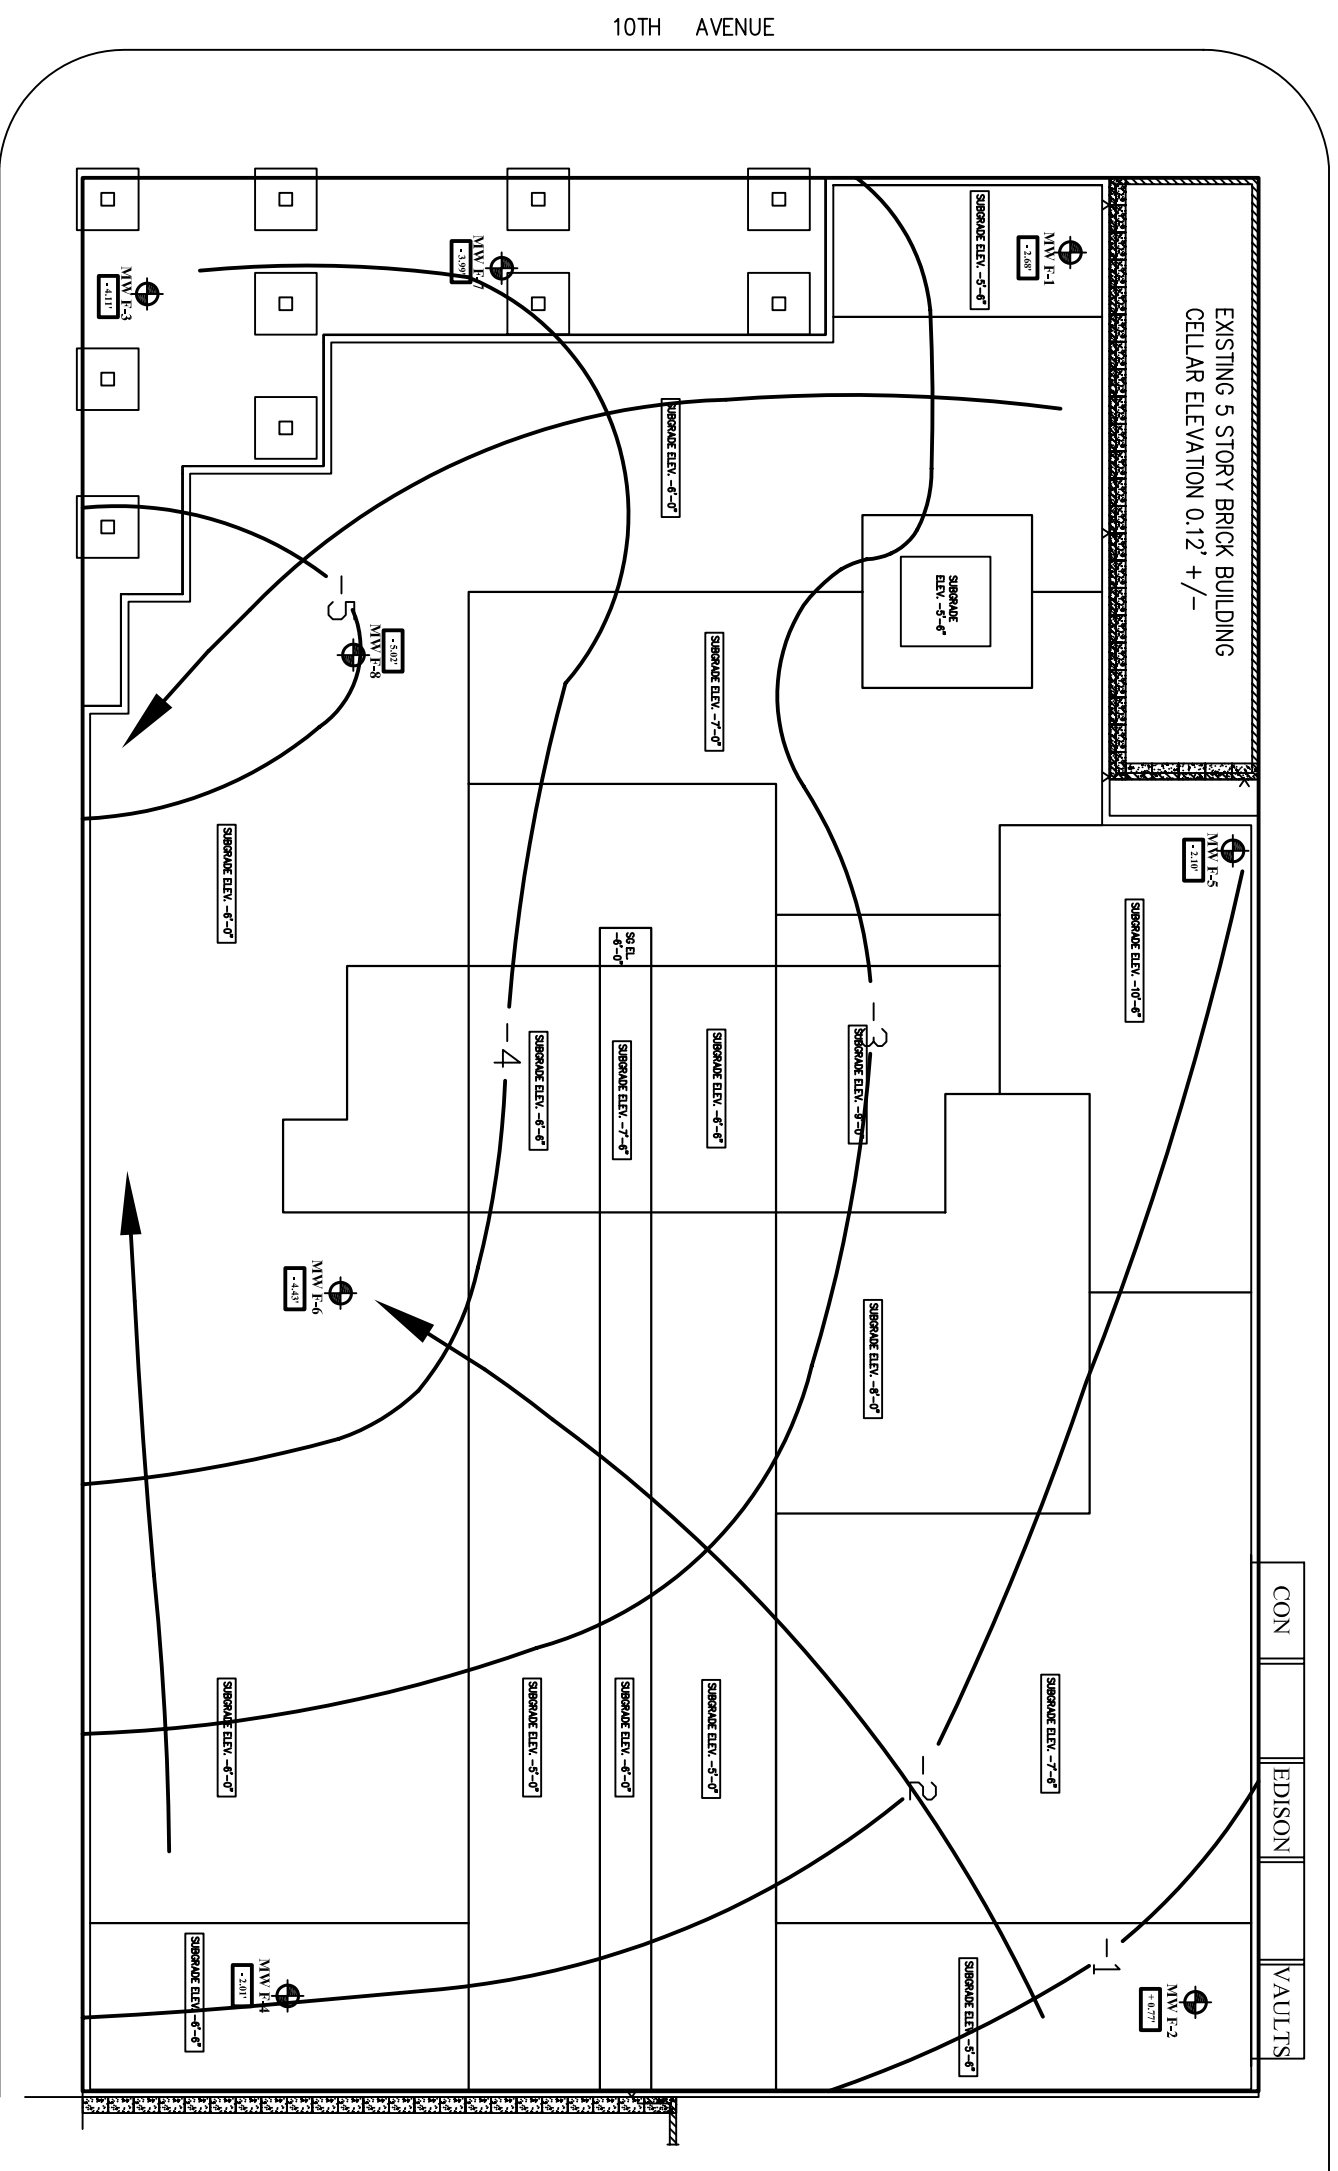 10TH AVENUE
EXISTING 5 STORY BRICK BUILDING
CELLAR ELEVATION 0.12' +/-
SUBGRADE ELEV. -5'-6"
MW F-1
- 2.68'
MW F-7
- 3.99'
MW F-3
- 4.11'
SUBGRADE ELEV. -6'-0"
SUBGRADE
ELEV. -5'-6"
-5
MW F-8
- 5.02'
SUBGRADE ELEV. -7'-0"
MW F-5
- 2.10'
SUBGRADE ELEV. -6'-0"
SUBGRADE ELEV. -10'-6"
SG EL
-6'-0"
-3
-4
SUBGRADE ELEV. -6'-6"
SUBGRADE ELEV. -7'-6"
SUBGRADE ELEV. -6'-6"
SUBGRADE ELEV. -9'-0"
MW F-6
- 4.43'
SUBGRADE ELEV. -8'-0"
CON
EDISON
VAULTS
SUBGRADE ELEV. -6'-0"
SUBGRADE ELEV. -5'-0"
SUBGRADE ELEV. -6'-0"
SUBGRADE ELEV. -5'-0"
SUBGRADE ELEV. -7'-6"
-2
-1
SUBGRADE ELEV. -6'-6"
MW F-4
- 2.01'
SUBGRADE ELEV. -5'-6"
MW F-2
+ 0.77'